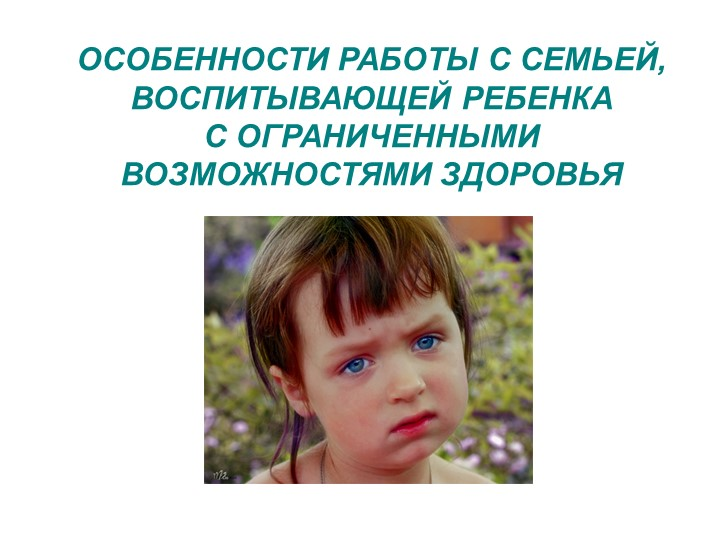 ОСОБЕННОСТИ РАБОТЫ С СЕМЬЕЙ,
ВОСПИТЫВАЮЩЕЙ РЕБЕНКА
С ОГРАНИЧЕННЫМИ
ВОЗМОЖНОСТЯМИ ЗДОРОВЬЯ